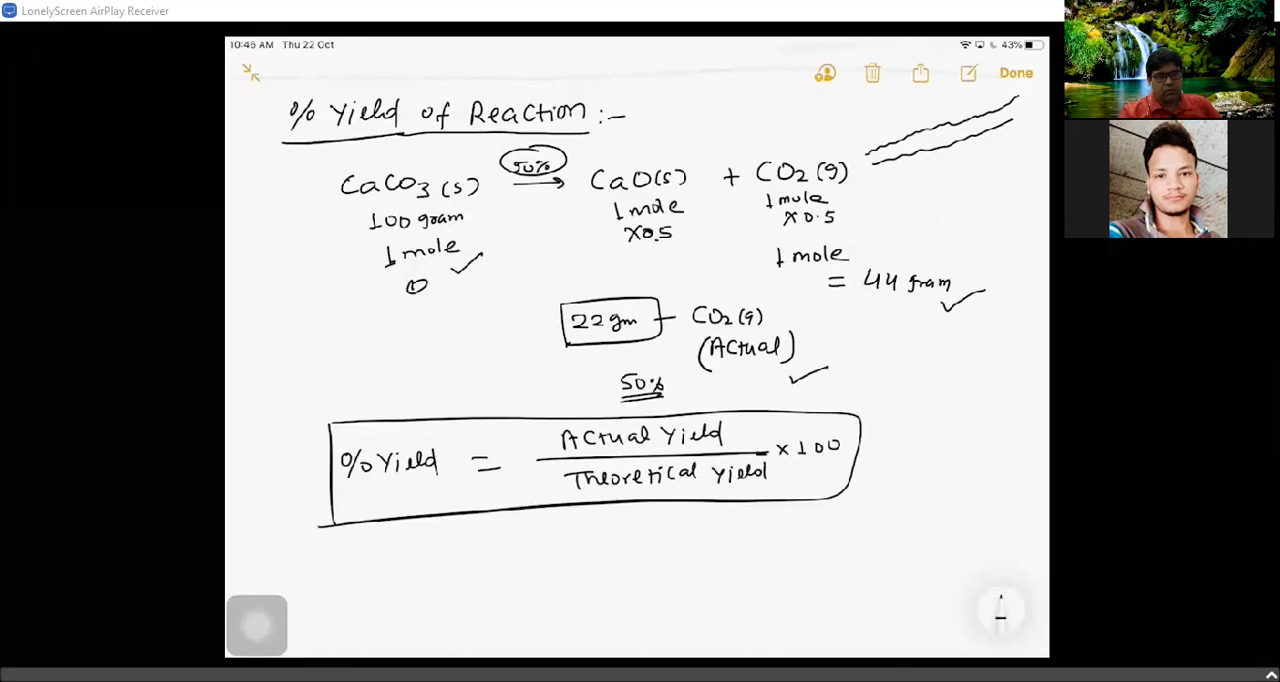 LonelyScreen AirPlay Receiver
10:46 AM Thu 22 Oct
43%
Done
% Yield of Reaction :-
50%
CaCO3 (s) → CaO(s) + CO2 (g)
100 gram
1 mole
1 mole
1 mole
X0.5
X 0.5
1 mole
= 44 gram
①
22 gm - CO2 (g)
(Actual)
50%
% Yield = Actual Yield / Theoretical Yield x 100